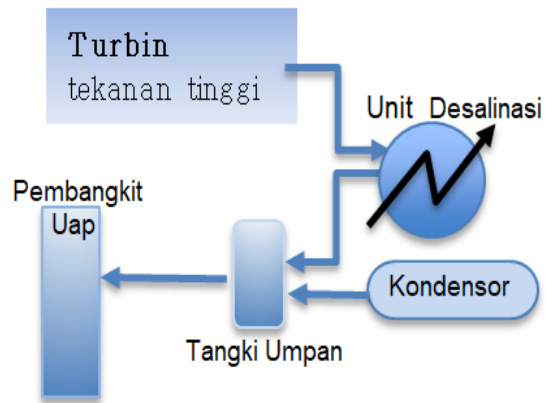 Turbin
tekanan tinggi
Unit Desalinasi
Pembangkit
Uap
Kondensor
Tangki Umpan